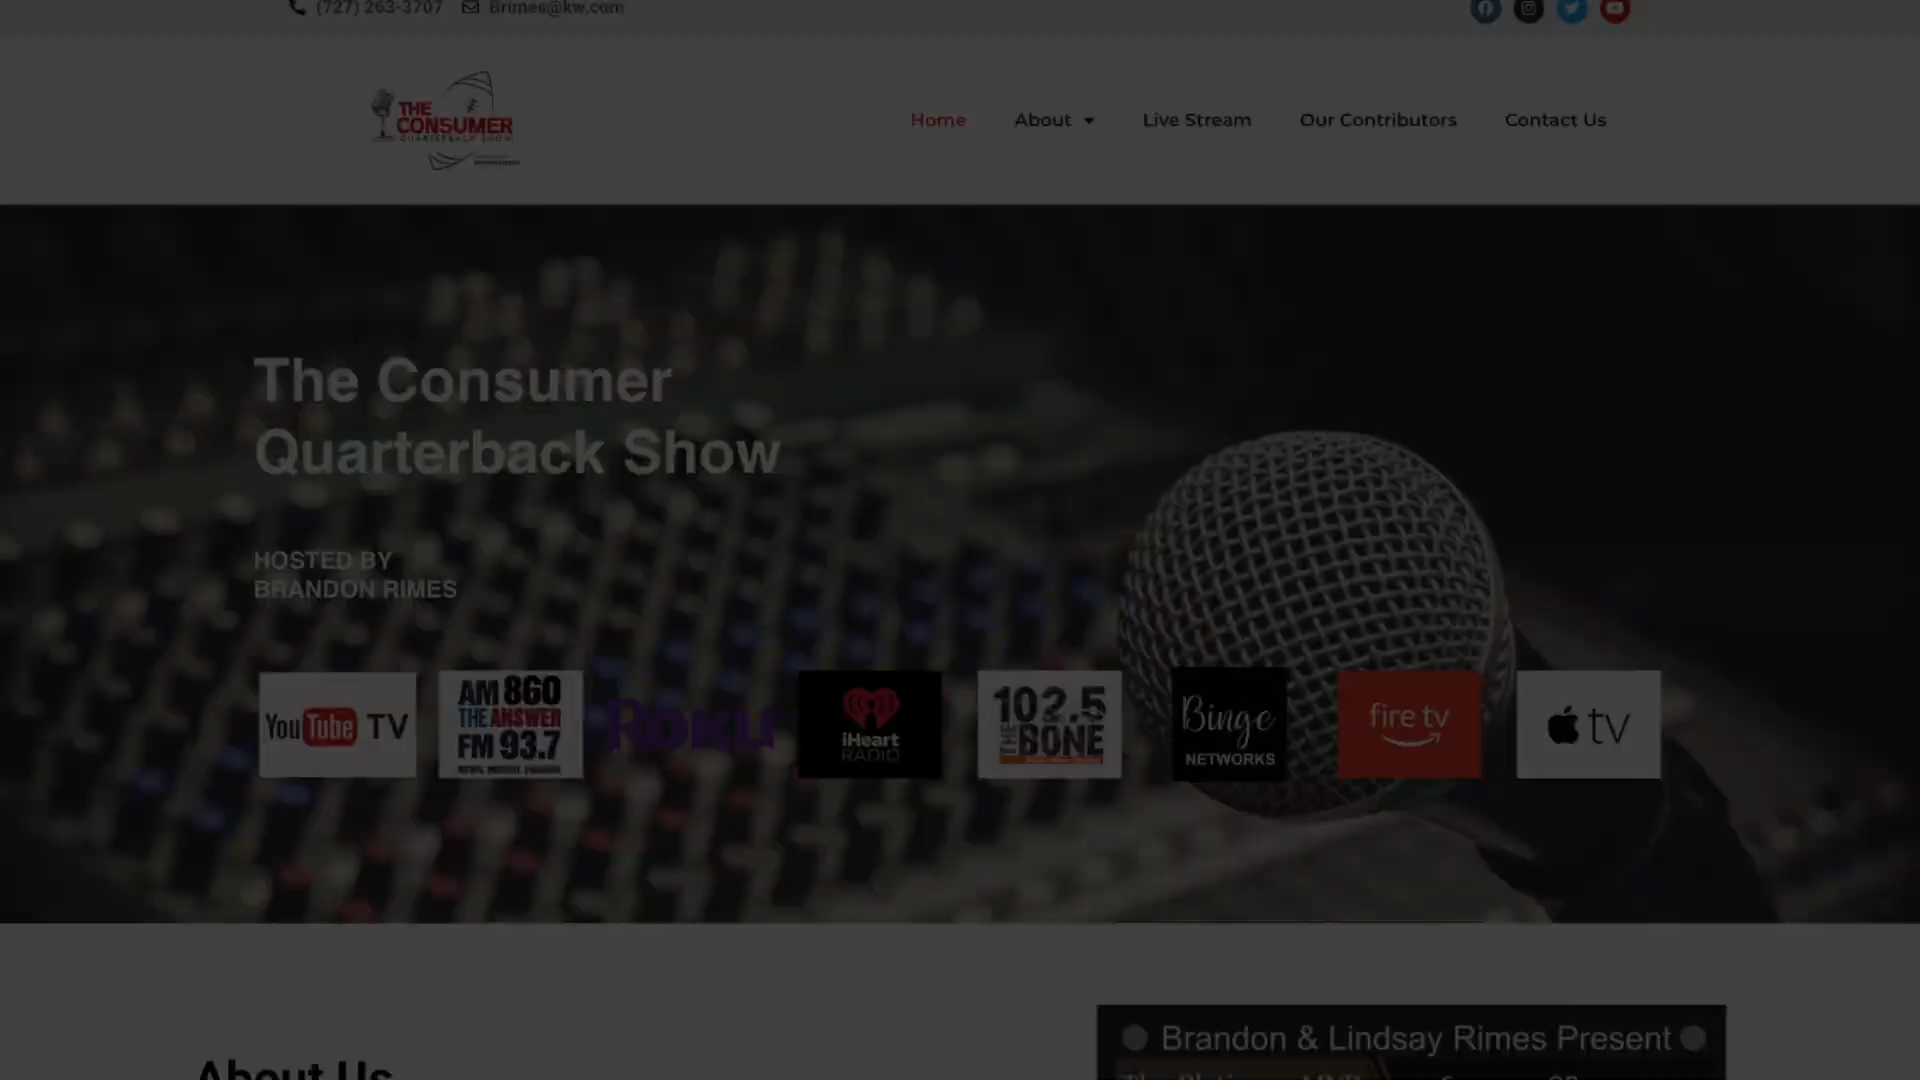 (727) 263-3707 Brimes@kw.com
THE
CONSUMER
QUARTERBACK SHOW
Home About Live Stream Our Contributors Contact Us
The Consumer
Quarterback Show
HOSTED BY
BRANDON RIMES
YouTube TV
AM 860
THE ANSWER
FM 93.7
Roku
iHeart
RADIO
102.5
BONE
Binge
NETWORKS
fire tv
tv
Brandon & Lindsay Rimes Present
About Us